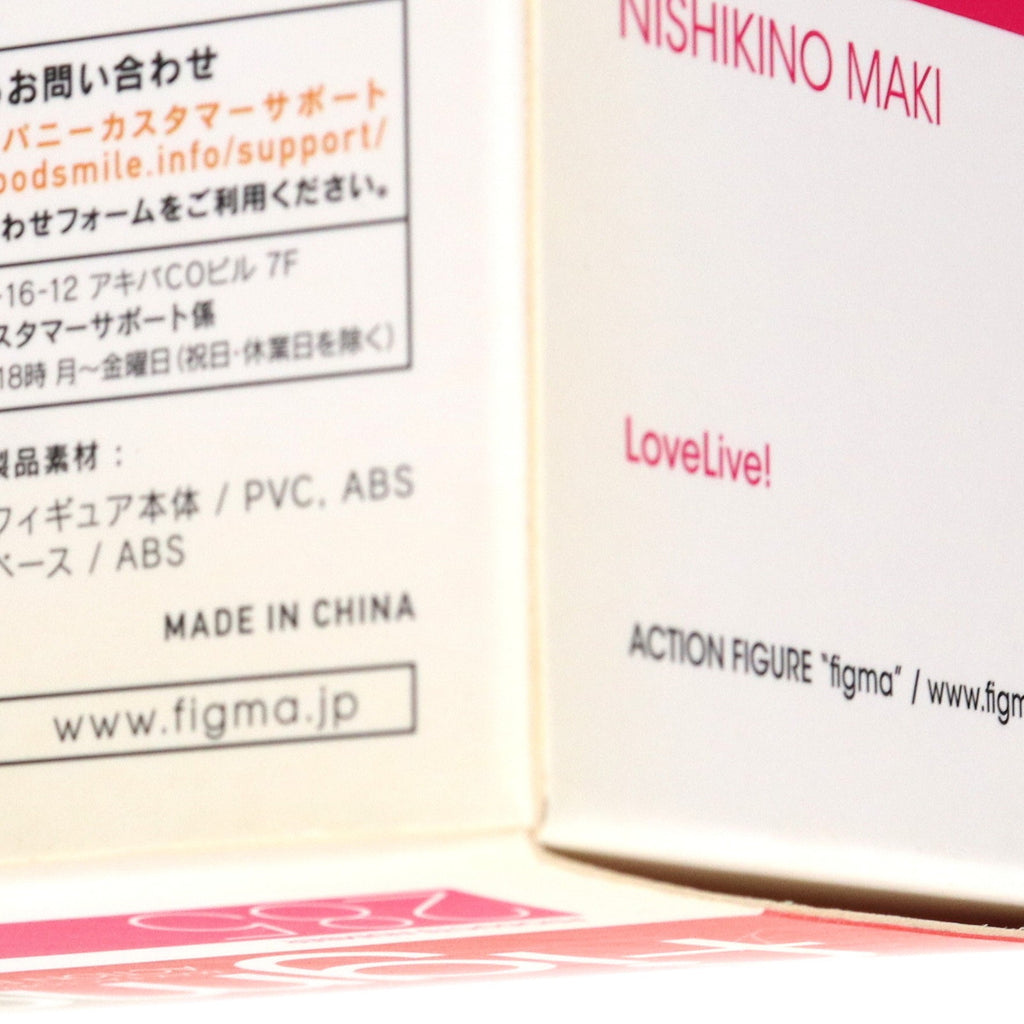 お問い合わせ
パニーカスタマーサポート
oodsmile.info/support/
わせフォームをご利用ください。
-16-12 アキバCOビル 7F
スタマーサポート係
18時 月〜金曜日(祝日・休業日を除く)
製品素材：
フィギュア本体 / PVC, ABS
ベース / ABS
MADE IN CHINA
www.figma.jp
NISHIKINO MAKI
LoveLive!
ACTION FIGURE “figma” / www.figm